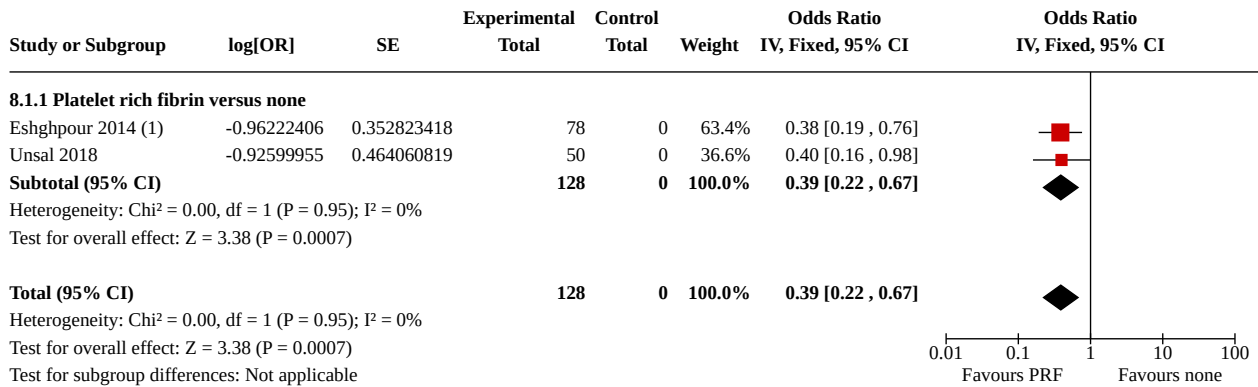 Experimental Control Odds Ratio Odds Ratio
Study or Subgroup log[OR] SE Total Total Weight IV, Fixed, 95% CI IV, Fixed, 95% CI
8.1.1 Platelet rich fibrin versus none
Eshghpour 2014 (1) -0.96222406 0.352823418 78 0 63.4% 0.38 [0.19 , 0.76]
Unsal 2018 -0.92599955 0.464060819 50 0 36.6% 0.40 [0.16 , 0.98]
Subtotal (95% CI) 128 0 100.0% 0.39 [0.22 , 0.67]
Heterogeneity: Chi² = 0.00, df = 1 (P = 0.95); I² = 0%
Test for overall effect: Z = 3.38 (P = 0.0007)
Total (95% CI) 128 0 100.0% 0.39 [0.22 , 0.67]
Heterogeneity: Chi² = 0.00, df = 1 (P = 0.95); I² = 0%
Test for overall effect: Z = 3.38 (P = 0.0007)
0.01 0.1 1 10 100
Test for subgroup differences: Not applicable Favours PRF Favours none